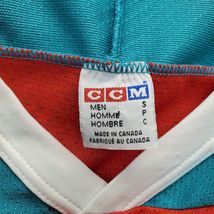 CCM
MEN S
HOMME P
HOMBRE C
MADE IN CANADA
FABRIQUÉ AU CANADA